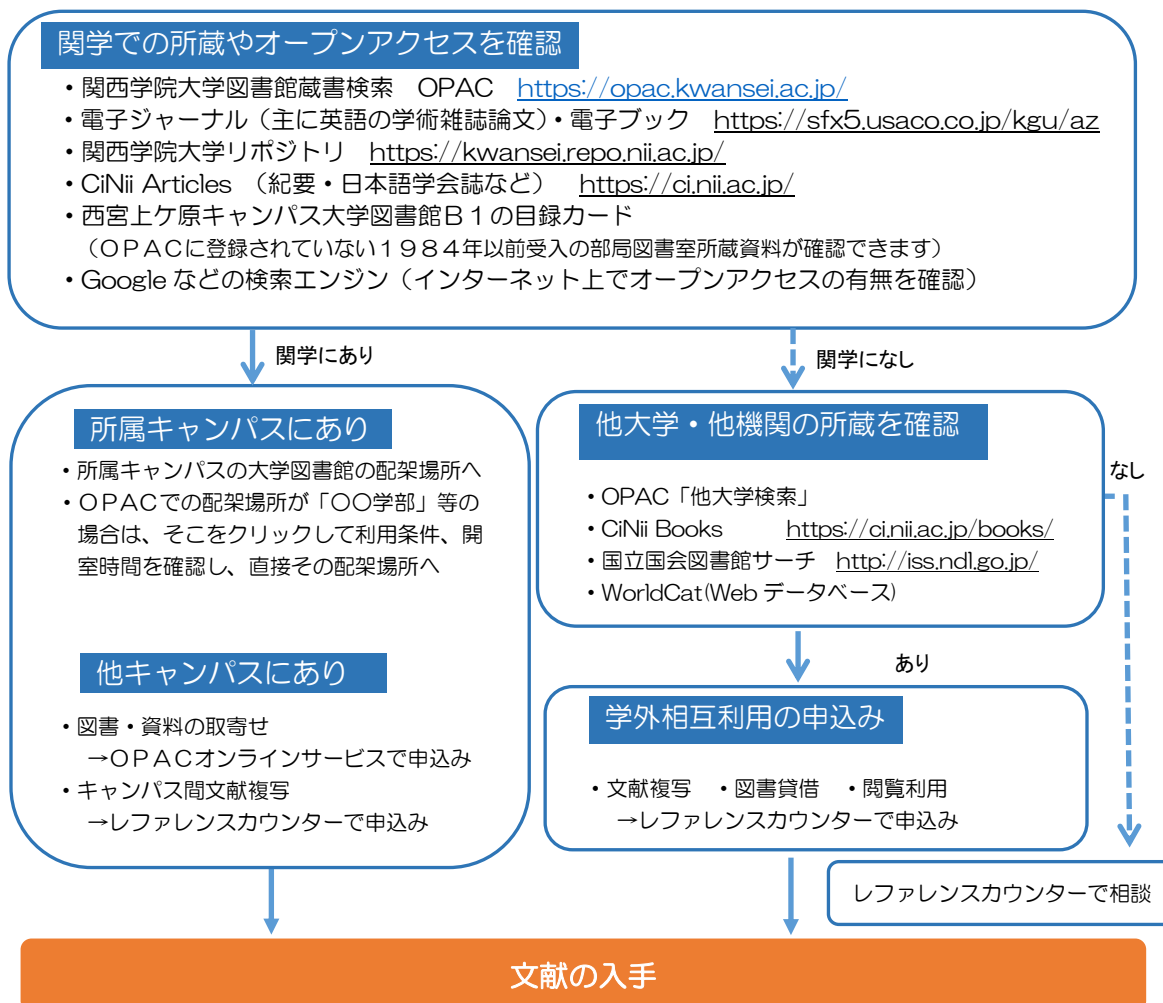 関学での所蔵やオープンアクセスを確認
・関西学院大学図書館蔵書検索　OPAC　https://opac.kwansei.ac.jp/
・電子ジャーナル（主に英語の学術雑誌論文）・電子ブック　https://sfx5.usaco.co.jp/kgu/az
・関西学院大学リポジトリ　https://kwansei.repo.nii.ac.jp/
・CiNii Articles　（紀要・日本語学会誌など）　https://ci.nii.ac.jp/
・西宮上ケ原キャンパス大学図書館Ｂ１の目録カード
（ＯＰＡＣに登録されていない１９８４年以前受入の部局図書室所蔵資料が確認できます）
・Google などの検索エンジン（インターネット上でオープンアクセスの有無を確認）
関学にあり
関学になし
所属キャンパスにあり
・所属キャンパスの大学図書館の配架場所へ
・ＯＰＡＣでの配架場所が「〇〇学部」等の
場合は、そこをクリックして利用条件、開
室時間を確認し、直接その配架場所へ
他キャンパスにあり
・図書・資料の取寄せ
→ＯＰＡＣオンラインサービスで申込み
・キャンパス間文献複写
→レファレンスカウンターで申込み
他大学・他機関の所蔵を確認
・OPAC「他大学検索」
・CiNii Books　https://ci.nii.ac.jp/books/
・国立国会図書館サーチ　http://iss.ndl.go.jp/
・WorldCat(Web データベース)
なし
あり
学外相互利用の申込み
・文献複写　・図書貸借　・閲覧利用
→レファレンスカウンターで申込み
レファレンスカウンターで相談
文献の入手